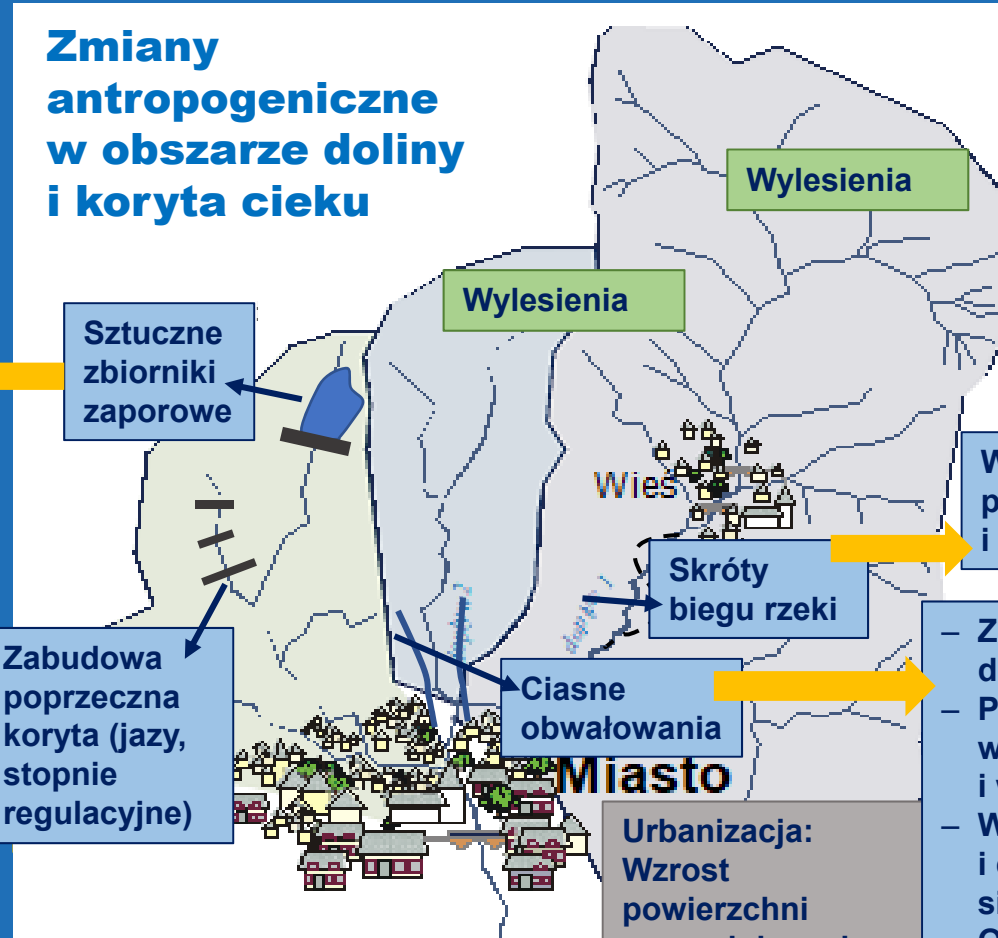 Zmiany
antropogeniczne
w obszarze doliny
i koryta cieku
Wylesienia
Wylesienia
Sztuczne
zbiorniki
zaporowe
Wieś
Skróty
biegu rzeki
Zabudowa
poprzeczna
koryta (jazy,
stopnie
regulacyjne)
Ciasne
obwałowania
Miasto
Urbanizacja:
Wzrost
powierzchni
i
–
–
i
–
i